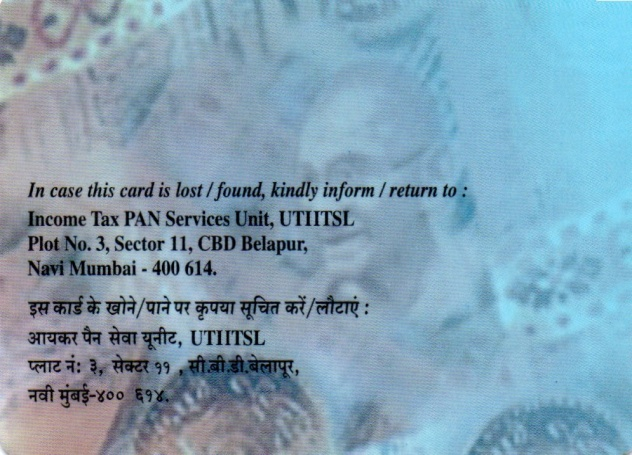 In case this card is lost / found, kindly inform / return to :
Income Tax PAN Services Unit, UTIITSL
Plot No. 3, Sector 11, CBD Belapur,
Navi Mumbai - 400 614.
इस कार्ड के खोने/पाने पर कृपया सूचित करें/लौटाएं :
आयकर पैन सेवा यूनीट, UTIITSL
प्लाट नं: ३, सेक्टर ११ , सी.बी.डी.बेलापूर,
नवी मुंबई-४०० ६१४.